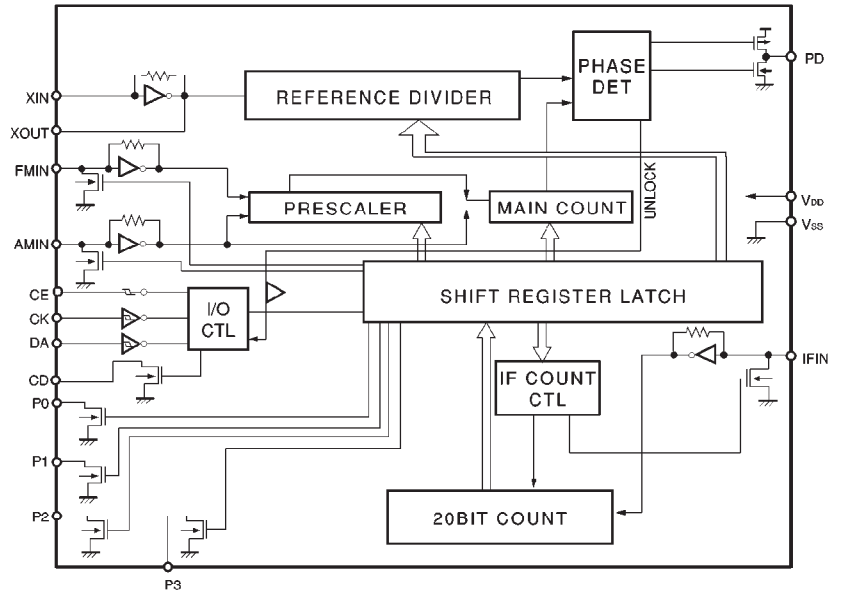 PHASE
DET
PD
XIN
REFERENCE DIVIDER
XOUT
FMIN
UNLOCK
PRESCALER
MAIN COUNT
VDD
VSS
AMIN
CE
I/O
CTL
SHIFT REGISTER LATCH
CK
DA
IFIN
CD
IF COUNT
CTL
P0
P1
P2
20BIT COUNT
P3